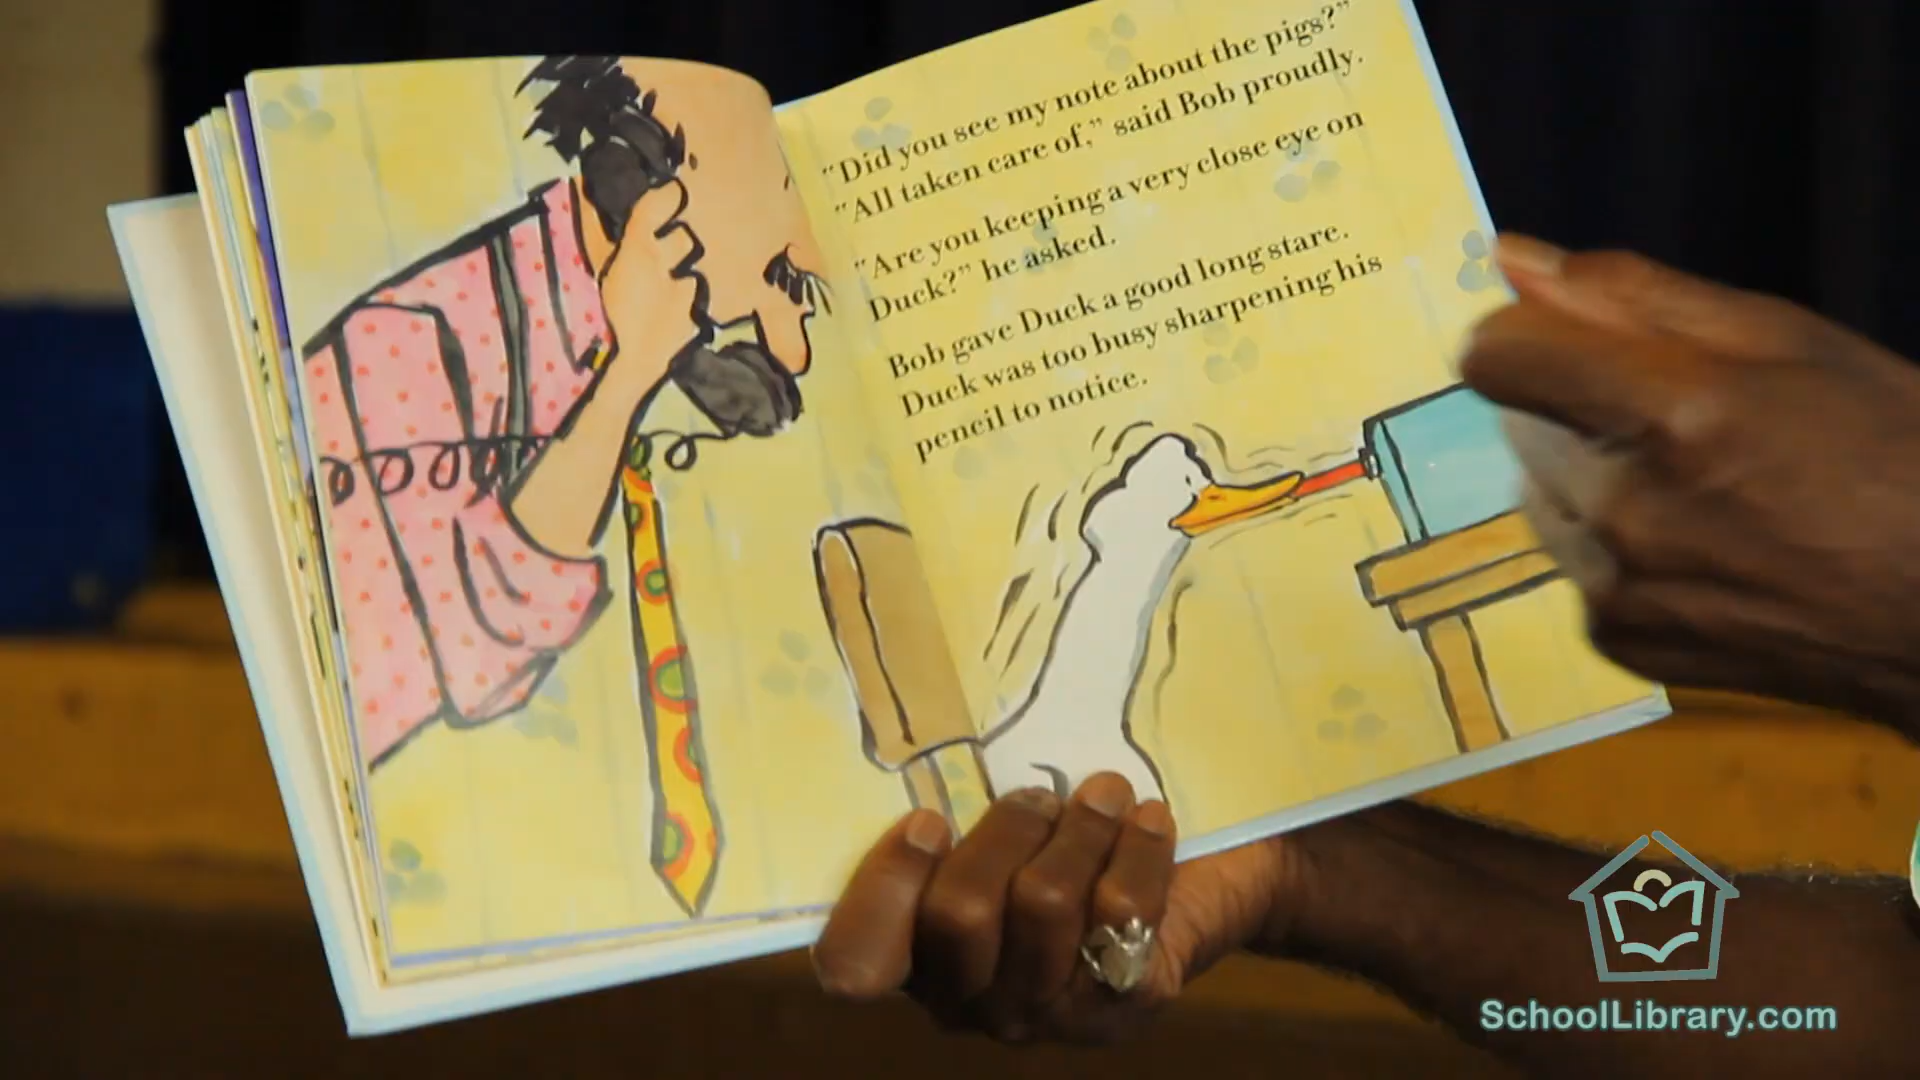 “Did you see my note about the pigs?”
“All taken care of,” said Bob proudly.
“Are you keeping a very close eye on
Duck?” he asked.
Bob gave Duck a good long stare.
Duck was too busy sharpening his
pencil to notice.
SchoolLibrary.com